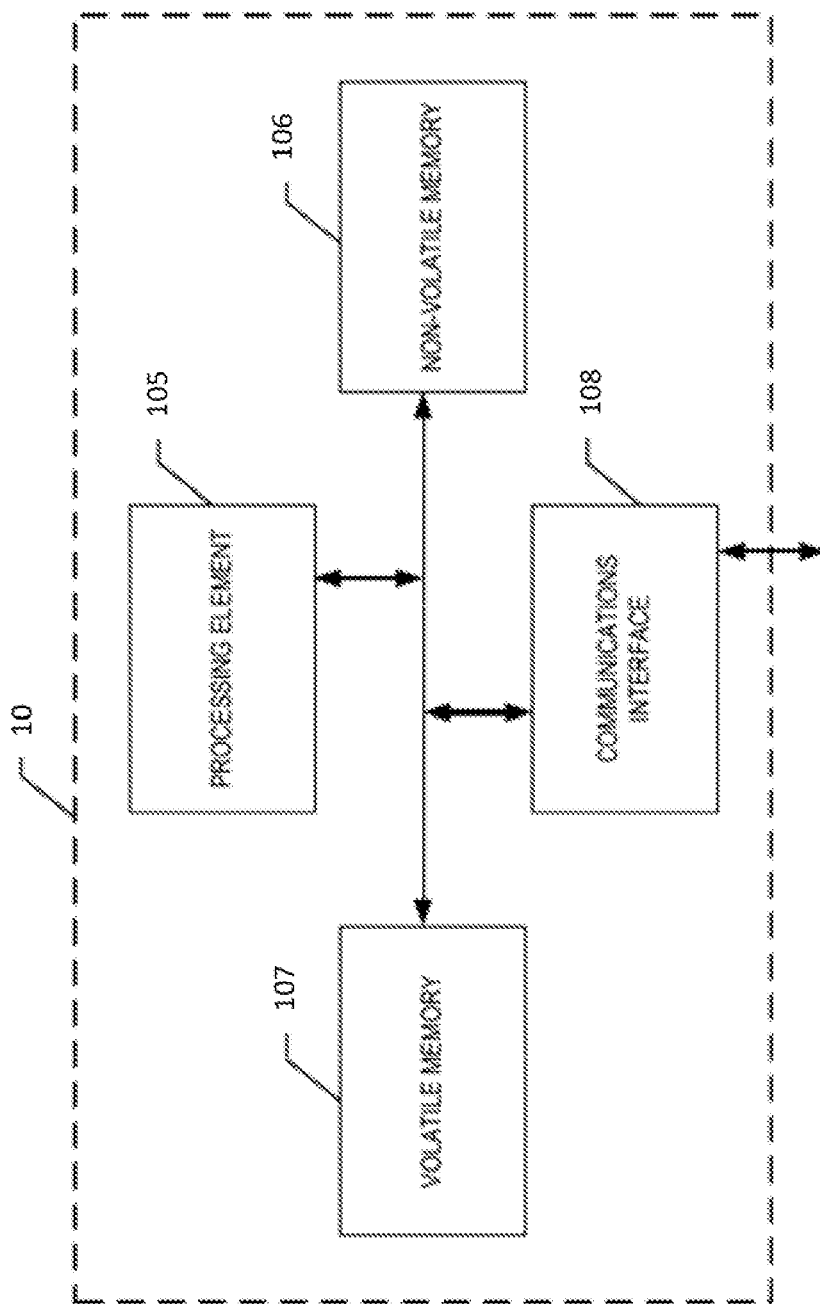 10
105
PROCESSING ELEMENT
107
VOLATILE MEMORY
106
NON-VOLATILE MEMORY
108
COMMUNICATIONS
INTERFACE